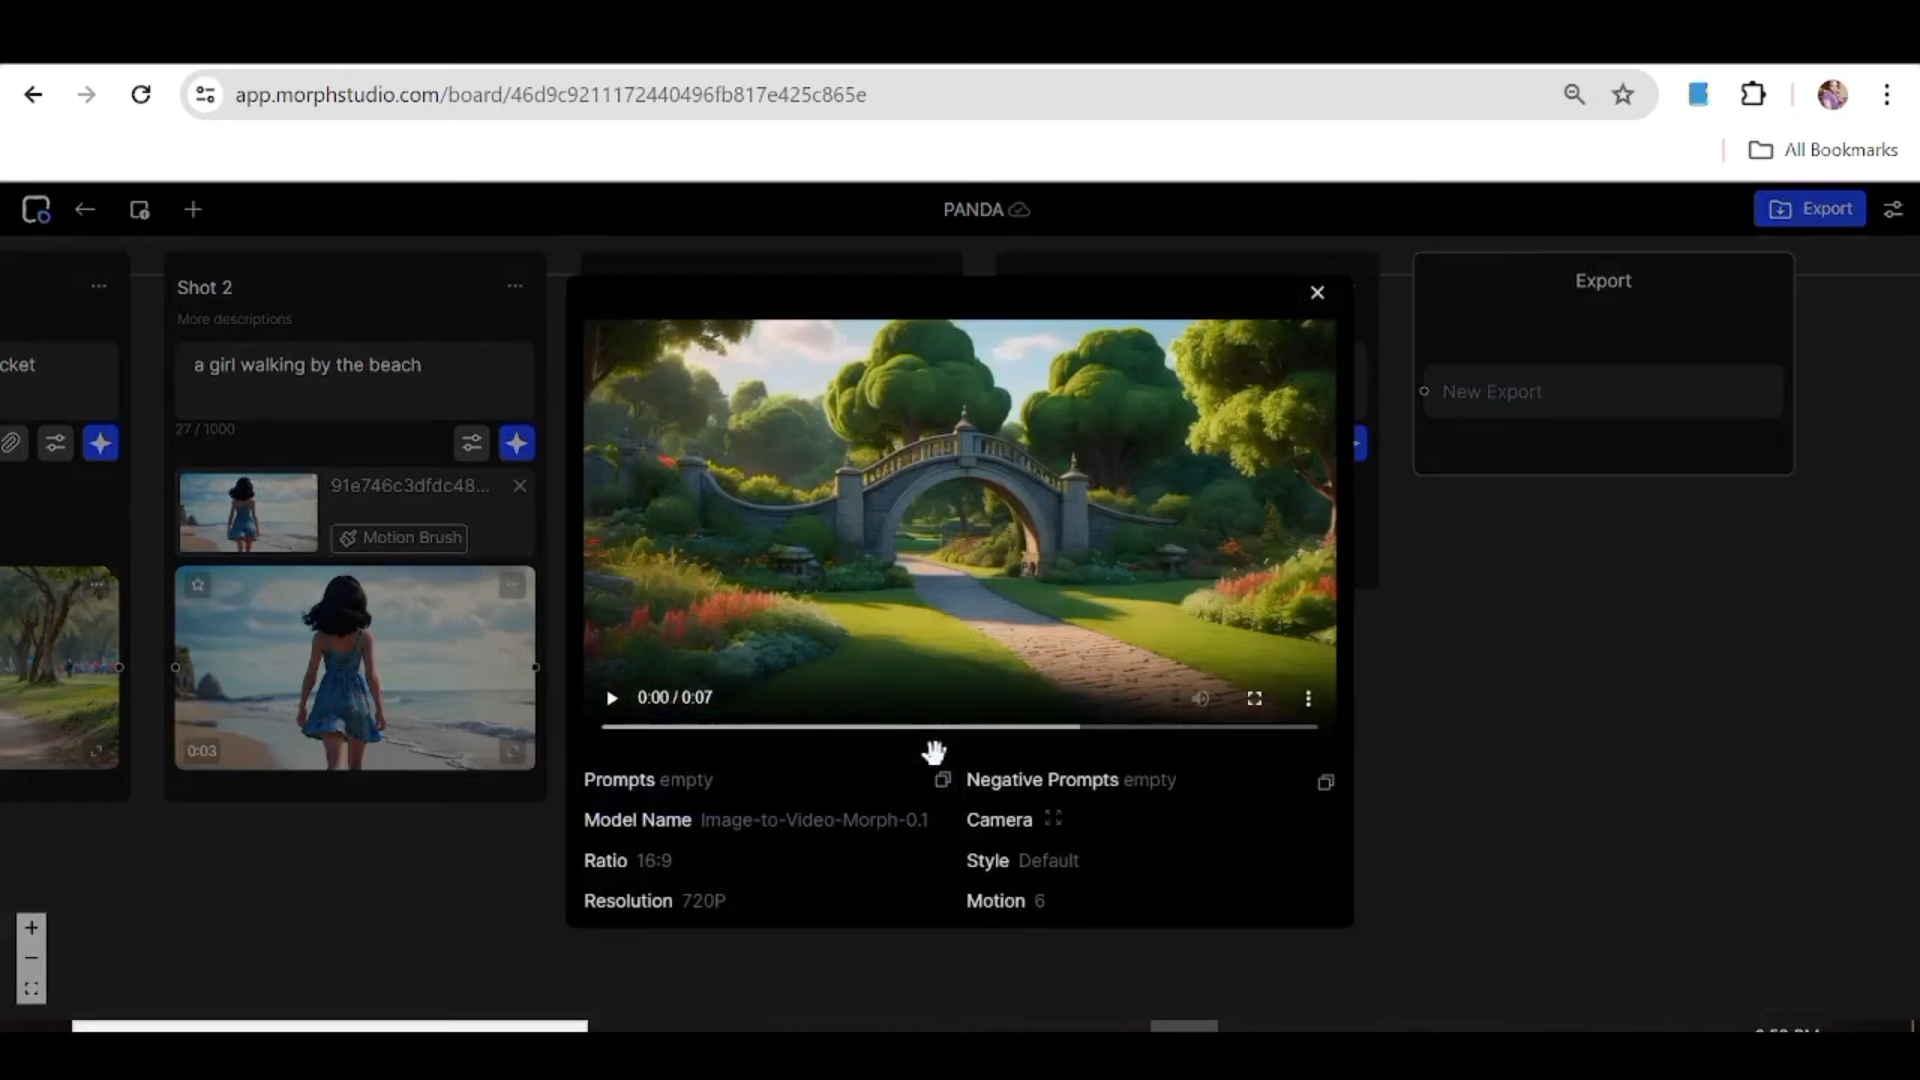 app.morphstudio.com/board/46d9c9211172440496fb817e425c865e
All Bookmarks
PANDA
Export
Shot 2
More descriptions
cket
a girl walking by the beach
27 / 1000
91e746c3dfdc48...
Motion Brush
0:03
0:00 / 0:07
Prompts empty
Negative Prompts empty
Model Name Image-to-Video-Morph-0.1
Camera
Ratio 16:9
Style Default
Resolution 720P
Motion 6
Export
New Export